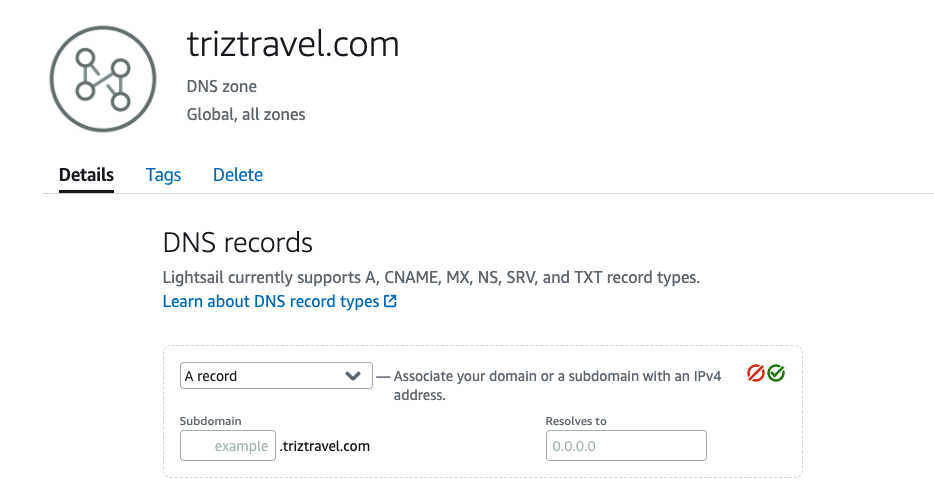 triztravel.com
DNS zone
Global, all zones
Details Tags Delete
DNS records
Lightsail currently supports A, CNAME, MX, NS, SRV, and TXT record types.
Learn about DNS record types
A record — Associate your domain or a subdomain with an IPv4
address.
Subdomain Resolves to
example .triztravel.com 0.0.0.0